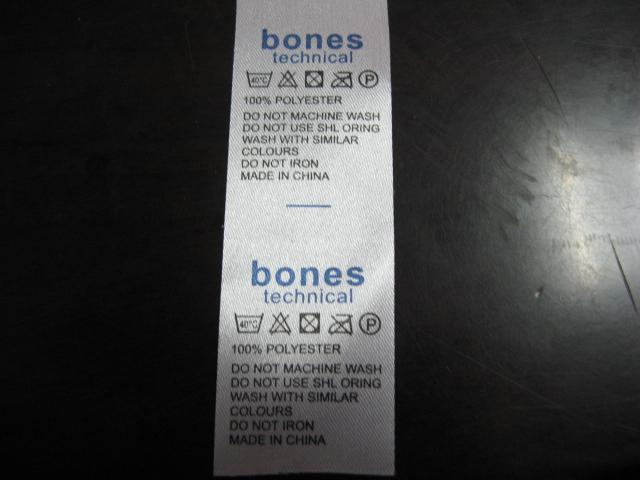 bones
technical
40°C P
100% POLYESTER
DO NOT MACHINE WASH
DO NOT USE SHL ORING
WASH WITH SIMILAR
COLOURS
DO NOT IRON
MADE IN CHINA
bones
technical
40°C P
100% POLYESTER
DO NOT MACHINE WASH
DO NOT USE SHL ORING
WASH WITH SIMILAR
COLOURS
DO NOT IRON
MADE IN CHINA